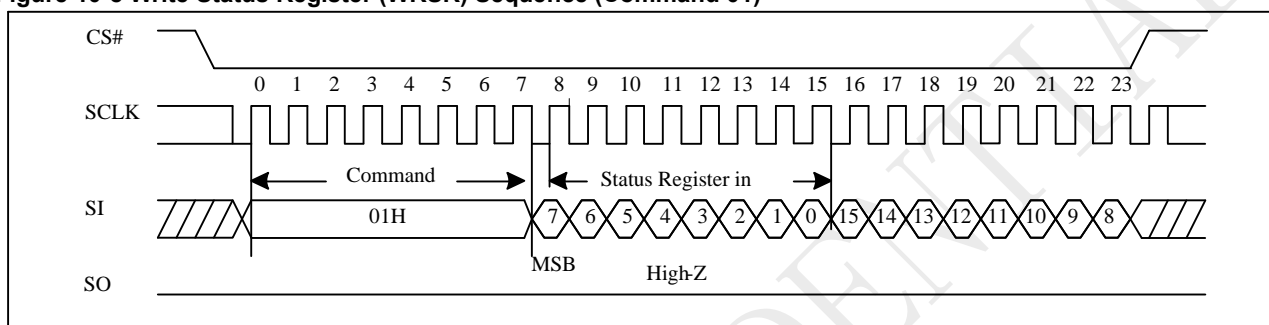 Figure 10-3 Write Status Register (WRSR) Sequence (Command 01)
CS#
0 1 2 3 4 5 6 7 8 9 10 11 12 13 14 15 16 17 18 19 20 21 22 23
SCLK
Command
Status Register in
SI
01H
7 6 5 4 3 2 1 0 15 14 13 12 11 10 9 8
MSB
High-Z
SO